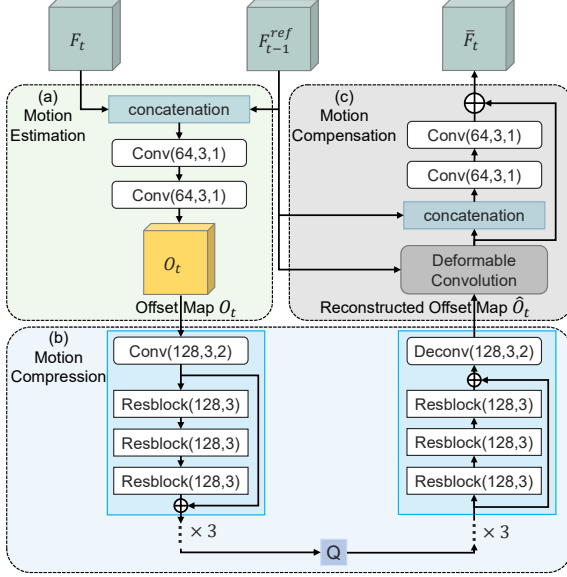 F_t
F_{t-1}^{ref}
F̄_t
(a)
Motion
Estimation
concatenation
Conv(64,3,1)
Conv(64,3,1)
O_t
Offset Map O_t
(c)
Motion
Compensation
Conv(64,3,1)
Conv(64,3,1)
concatenation
Deformable
Convolution
Reconstructed Offset Map Ô_t
(b)
Motion
Compression
Conv(128,3,2)
Resblock(128,3)
Resblock(128,3)
Resblock(128,3)
× 3
Q
Deconv(128,3,2)
Resblock(128,3)
Resblock(128,3)
Resblock(128,3)
× 3